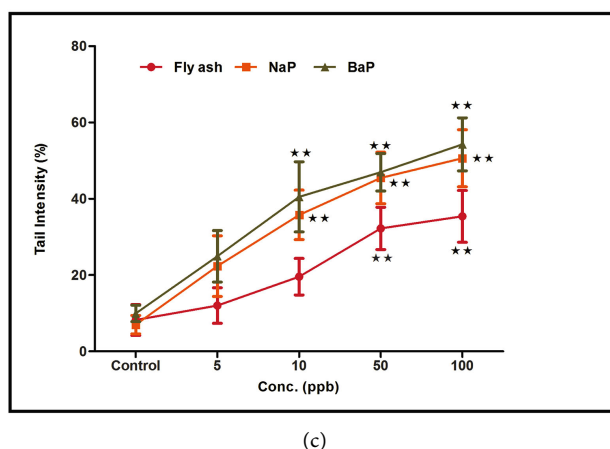 80
Fly ash NaP BaP
★★
★★
60
★★
★★
★★
★★
40
★★
★★
20
0
Tail Intensity (%)
Control 5 10 50 100
Conc. (ppb)
(c)